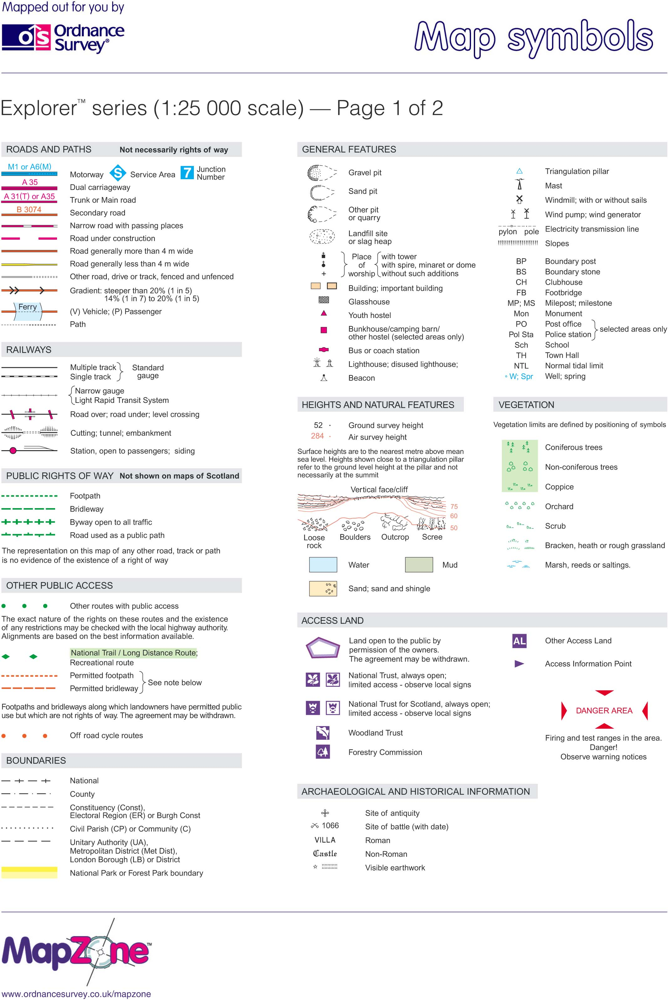 Mapped out for you by
Ordnance
Survey®
Map symbols
Explorer™ series (1:25 000 scale) — Page 1 of 2
ROADS AND PATHS Not necessarily rights of way
M1 or A6(M)
Motorway S Service Area 7 Junction
Number
A 35
Dual carriageway
A 31(T) or A35
Trunk or Main road
B 3074
Secondary road
Narrow road with passing places
Road under construction
Road generally more than 4 m wide
Road generally less than 4 m wide
Other road, drive or track, fenced and unfenced
Gradient: steeper than 20% (1 in 5)
14% (1 in 7) to 20% (1 in 5)
Ferry
(V) Vehicle; (P) Passenger
Path
RAILWAYS
Multiple track
Single track
Standard
gauge
Narrow gauge
Light Rapid Transit System
Road over; road under; level crossing
Cutting; tunnel; embankment
Station, open to passengers; siding
PUBLIC RIGHTS OF WAY Not shown on maps of Scotland
Footpath
Bridleway
Byway open to all traffic
Road used as a public path
The representation on this map of any other road, track or path
is no evidence of the existence of a right of way
OTHER PUBLIC ACCESS
Other routes with public access
The exact nature of the rights on these routes and the existence
of any restrictions may be checked with the local highway authority.
Alignments are based on the best information available.
National Trail / Long Distance Route;
Recreational route
Permitted footpath
Permitted bridleway
See note below
Footpaths and bridleways along which landowners have permitted public
use but which are not rights of way. The agreement may be withdrawn.
Off road cycle routes
BOUNDARIES
National
County
Constituency (Const),
Electoral Region (ER) or Burgh Const
Civil Parish (CP) or Community (C)
Unitary Authority (UA),
Metropolitan District (Met Dist),
London Borough (LB) or District
National Park or Forest Park boundary
GENERAL FEATURES
Gravel pit
Sand pit
Other pit
or quarry
Landfill site
or slag heap
Place
of
worship
with tower
with spire, minaret or dome
without such additions
Building; important building
Glasshouse
Youth hostel
Bunkhouse/camping barn/
other hostel (selected areas only)
Bus or coach station
Lighthouse; disused lighthouse;
Beacon
Triangulation pillar
Mast
Windmill; with or without sails
Wind pump; wind generator
pylon pole Electricity transmission line
Slopes
BP Boundary post
BS Boundary stone
CH Clubhouse
FB Footbridge
MP; MS Milepost; milestone
Mon Monument
PO Post office
Pol Sta Police station
selected areas only
Sch School
TH Town Hall
NTL Normal tidal limit
W; Spr Well; spring
HEIGHTS AND NATURAL FEATURES
52 · Ground survey height
284 · Air survey height
Surface heights are to the nearest metre above mean
sea level. Heights shown close to a triangulation pillar
refer to the ground level height at the pillar and not
necessarily at the summit
Vertical face/cliff
75
60
50
Loose
rock
Boulders
Outcrop
Scree
Water
Mud
Sand; sand and shingle
VEGETATION
Vegetation limits are defined by positioning of symbols
Coniferous trees
Non-coniferous trees
Coppice
Orchard
Scrub
Bracken, heath or rough grassland
Marsh, reeds or saltings.
ACCESS LAND
Land open to the public by
permission of the owners.
The agreement may be withdrawn.
National Trust, always open;
limited access - observe local signs
National Trust for Scotland, always open;
limited access - observe local signs
Woodland Trust
Forestry Commission
AL Other Access Land
Access Information Point
DANGER AREA
Firing and test ranges in the area.
Danger!
Observe warning notices
ARCHAEOLOGICAL AND HISTORICAL INFORMATION
Site of antiquity
1066 Site of battle (with date)
VILLA Roman
Castle Non-Roman
Visible earthwork
MapZone™
www.ordnancesurvey.co.uk/mapzone